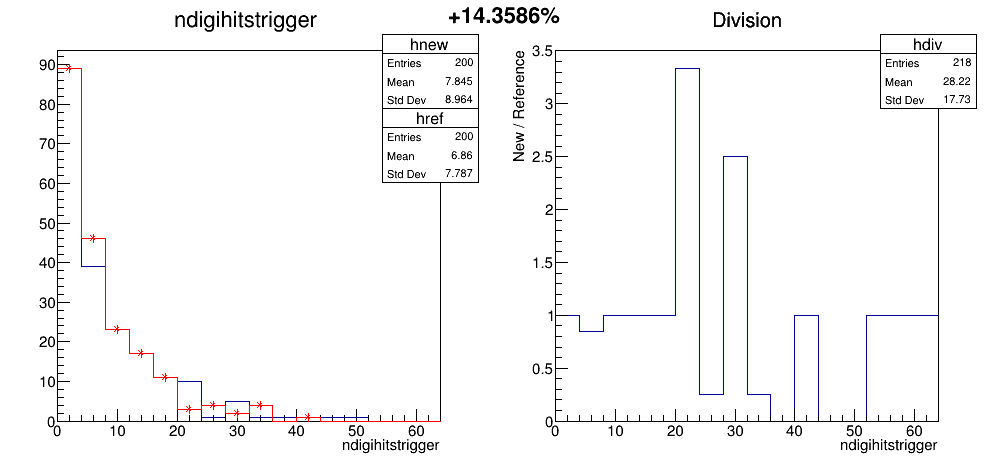 +14.3586%
ndigihitstrigger
hnew
Entries 200
Mean 7.845
Std Dev 8.964
href
Entries 200
Mean 6.86
Std Dev 7.787
90
80
70
60
50
40
30
20
10
0
0 10 20 30 40 50 60
ndigihitstrigger
Division
hdiv
Entries 218
Mean 28.22
Std Dev 17.73
New / Reference
3.5
3
2.5
2
1.5
1
0.5
0
0 10 20 30 40 50 60
ndigihitstrigger